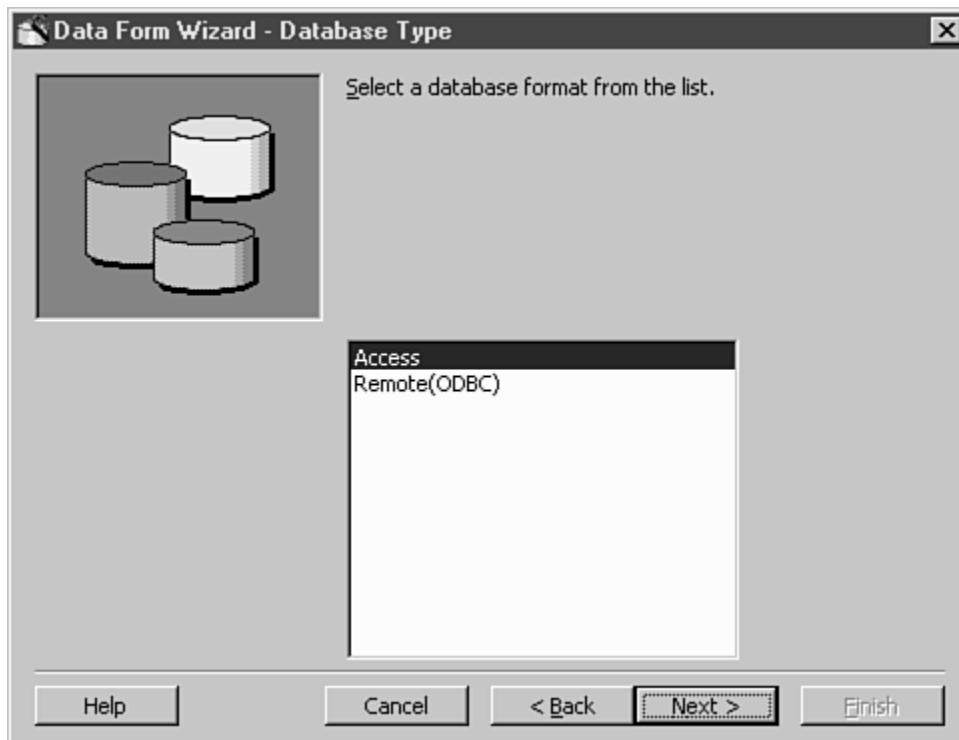 Data Form Wizard - Database Type
Select a database format from the list.
Access
Remote(ODBC)
Help
Cancel
< Back
Next >
Finish